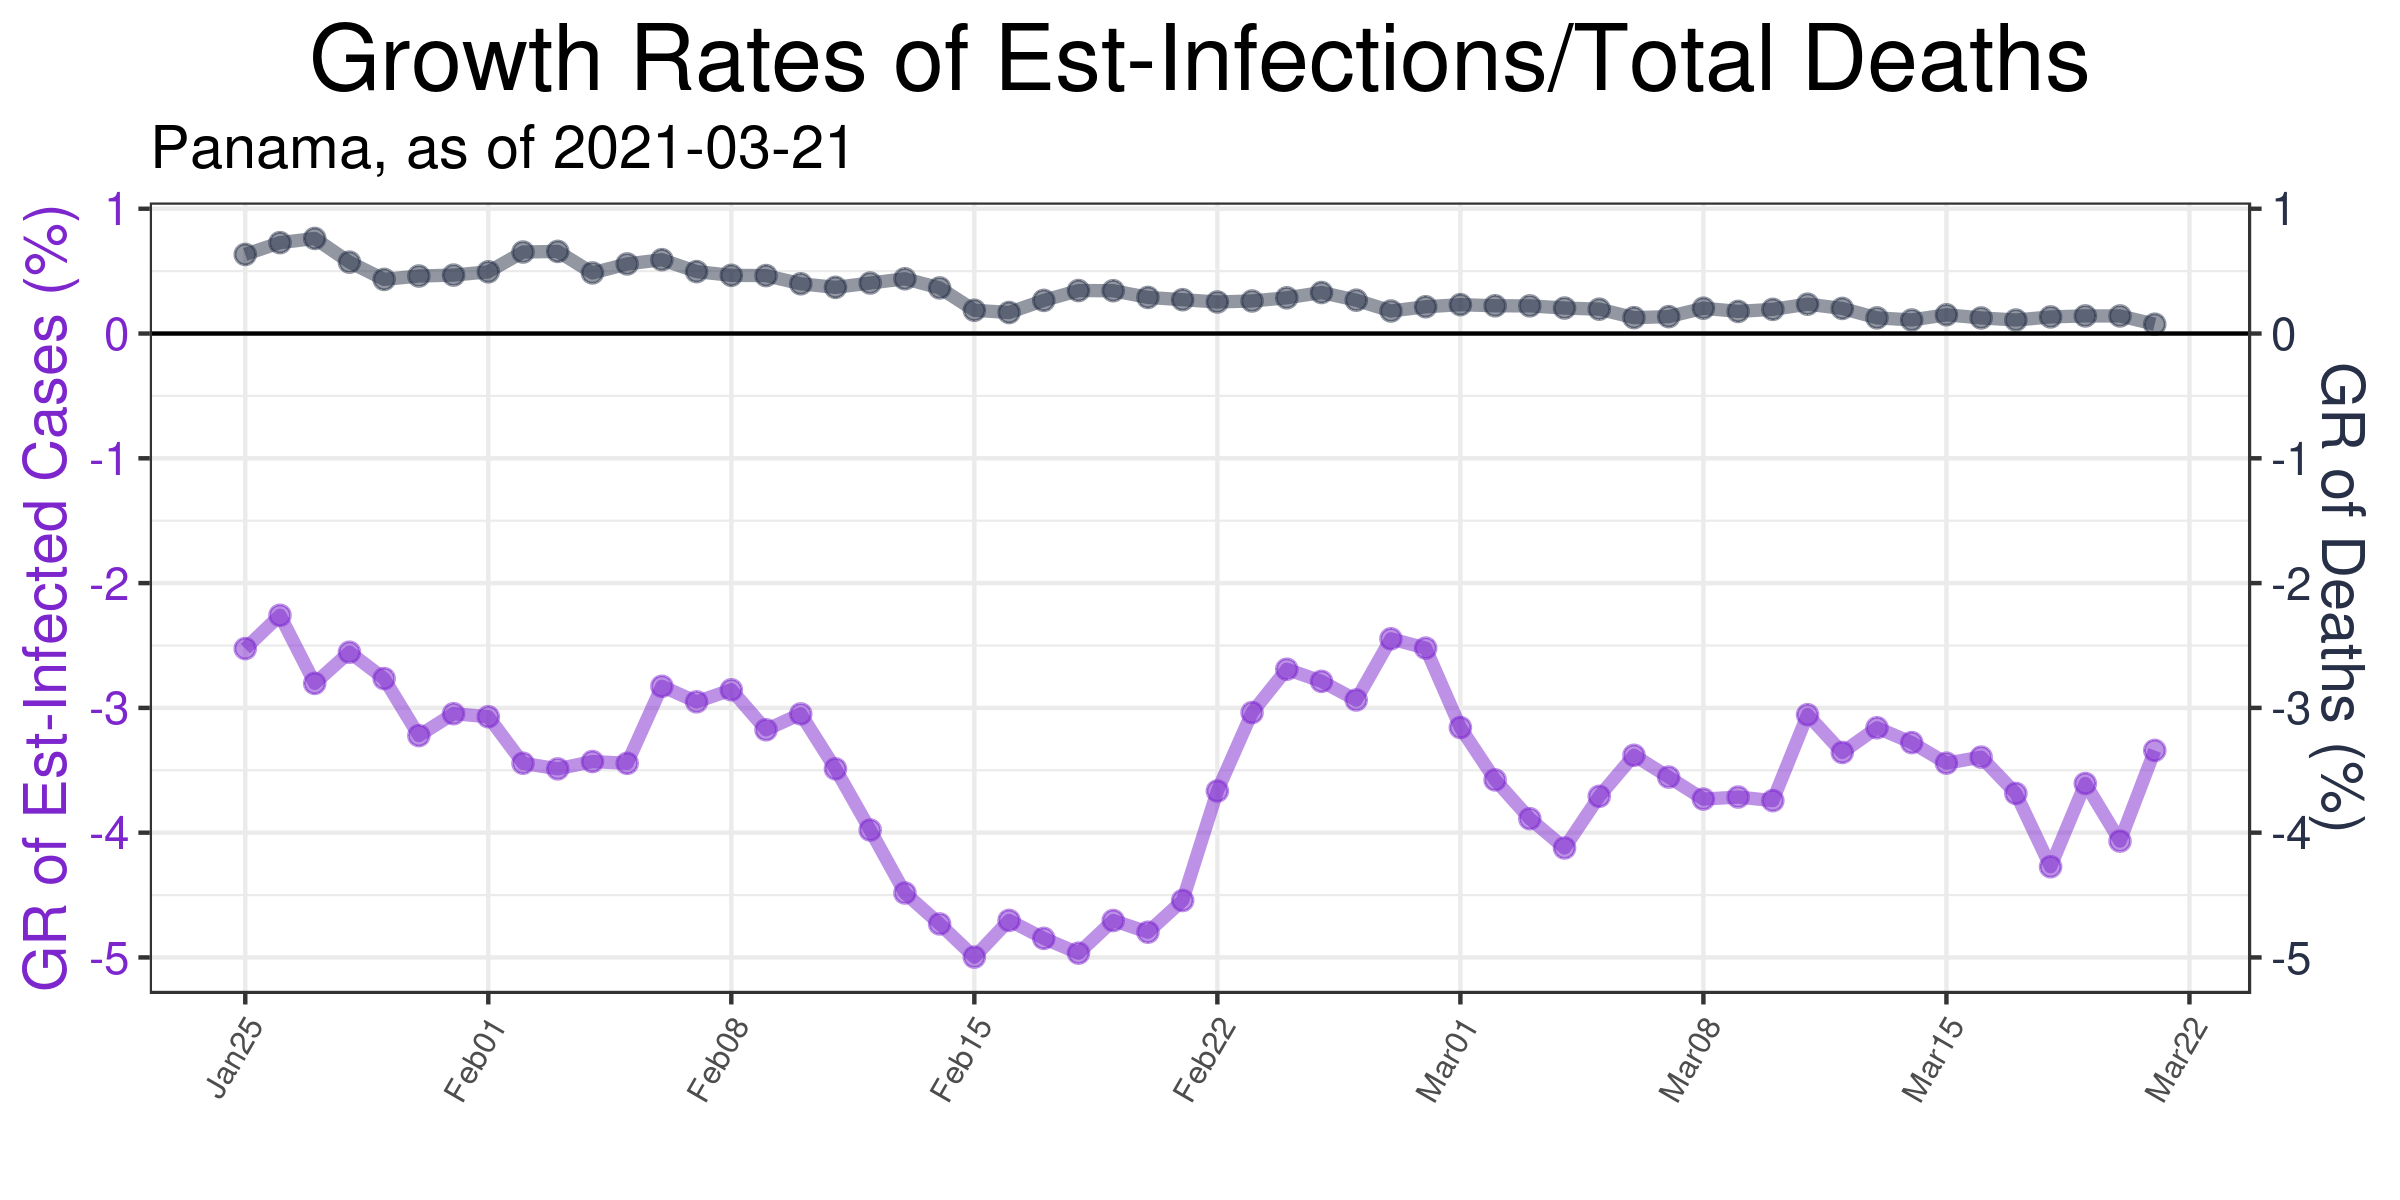 Growth Rates of Est-Infections/Total Deaths
Panama, as of 2021-03-21
GR of Est-Infected Cases (%)
1
0
-1
-2
-3
-4
-5
1
0
-1
-2
-3
-4
-5
GR of Deaths (%)
Jan25
Feb01
Feb08
Feb15
Feb22
Mar01
Mar08
Mar15
Mar22